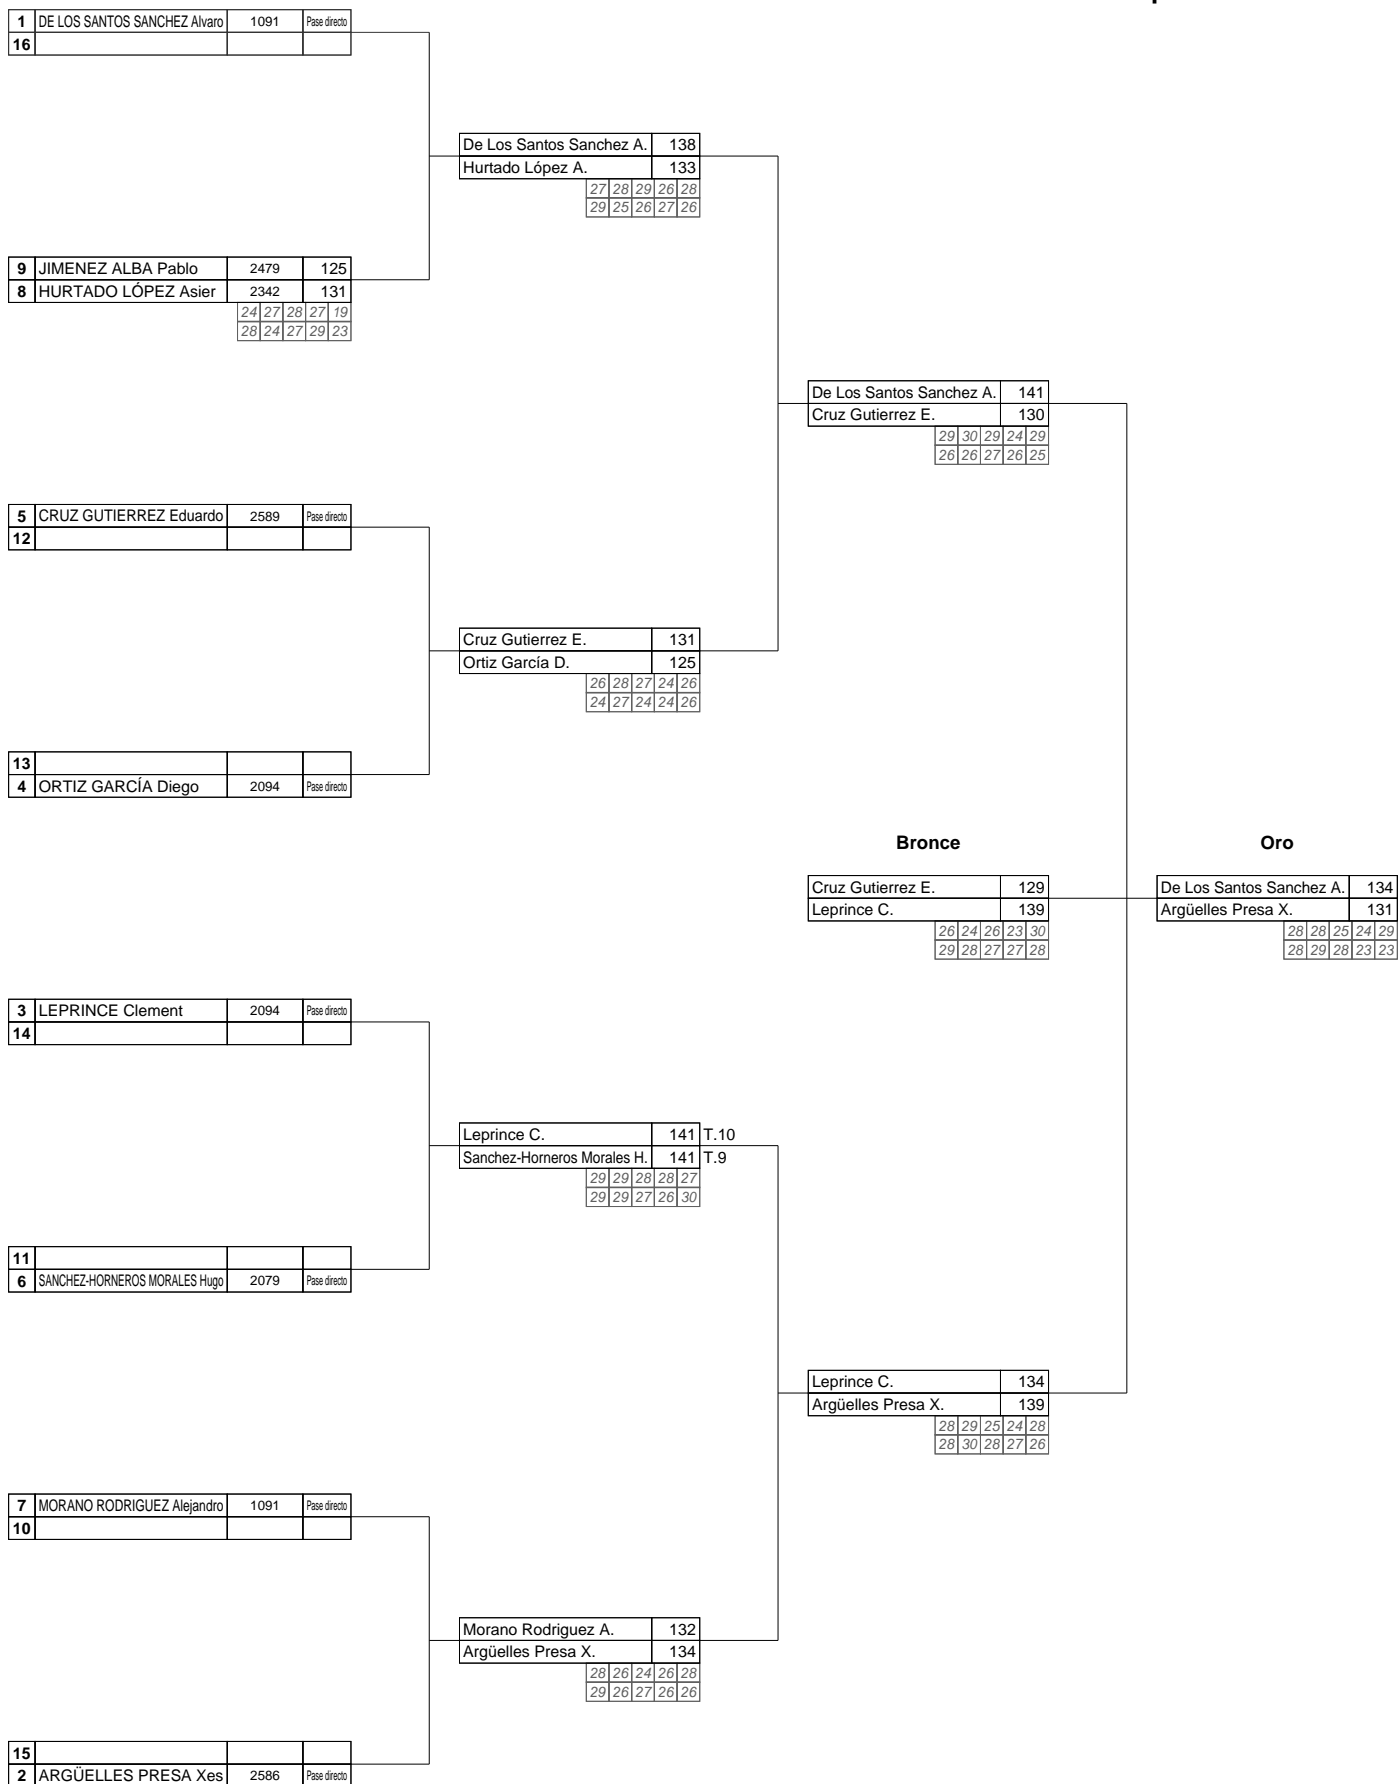 1 DE LOS SANTOS SANCHEZ Alvaro 1091 Pase directo
16
De Los Santos Sanchez A. 138
Hurtado López A. 133
27 28 29 26 28
29 25 26 27 26
9 JIMENEZ ALBA Pablo 2479 125
8 HURTADO LÓPEZ Asier 2342 131
24 27 28 27 19
28 24 27 29 23
De Los Santos Sanchez A. 141
Cruz Gutierrez E. 130
29 30 29 24 29
26 26 27 26 25
5 CRUZ GUTIERREZ Eduardo 2589 Pase directo
12
Cruz Gutierrez E. 131
Ortiz García D. 125
26 28 27 24 26
24 27 24 24 26
13
4 ORTIZ GARCÍA Diego 2094 Pase directo
Bronce Oro
Cruz Gutierrez E. 129 De Los Santos Sanchez A. 134
Leprince C. 139 Argüelles Presa X. 131
26 24 26 23 30 28 28 25 24 29
29 28 27 27 28 28 29 28 23 23
3 LEPRINCE Clement 2094 Pase directo
14
Leprince C. 141 T.10
Sanchez-Horneros Morales H. 141 T.9
29 29 28 28 27
29 29 27 26 30
11
6 SANCHEZ-HORNEROS MORALES Hugo 2079 Pase directo
Leprince C. 134
Argüelles Presa X. 139
28 29 25 24 28
28 30 28 27 26
7 MORANO RODRIGUEZ Alejandro 1091 Pase directo
10
Morano Rodriguez A. 132
Argüelles Presa X. 134
28 26 24 26 28
29 26 27 26 26
15
2 ARGÜELLES PRESA Xes 2586 Pase directo